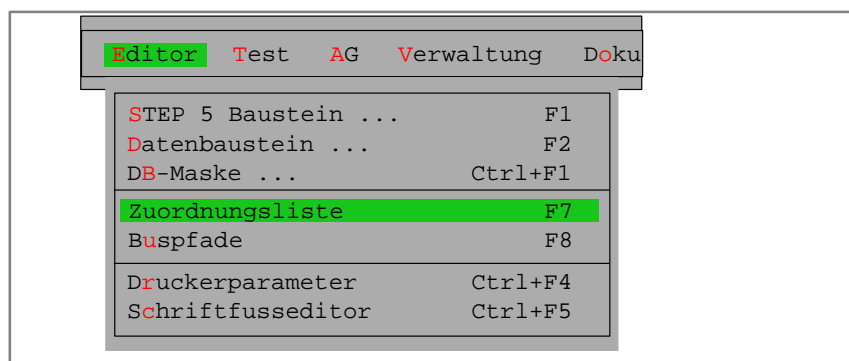 Editor Test AG Verwaltung Doku
STEP 5 Baustein ... F1
Datenbaustein ... F2
DB-Maske ... Ctrl+F1
Zuordnungsliste F7
Buspfade F8
Druckerparameter Ctrl+F4
Schriftfusseditor Ctrl+F5